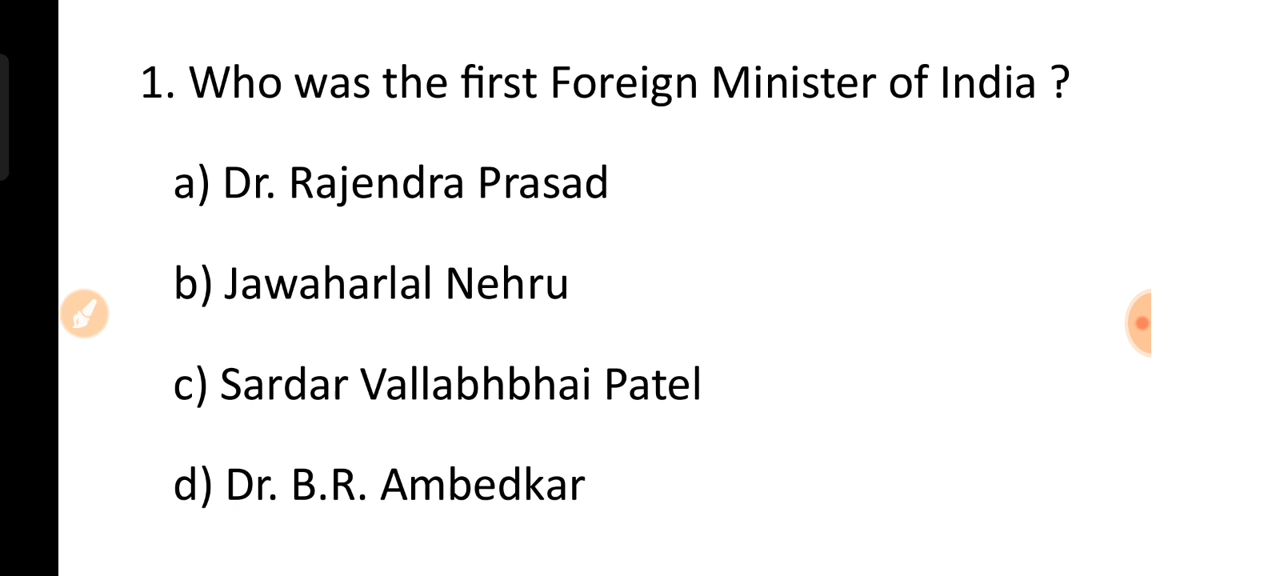 1. Who was the first Foreign Minister of India ?
a) Dr. Rajendra Prasad
b) Jawaharlal Nehru
c) Sardar Vallabhbhai Patel
d) Dr. B.R. Ambedkar